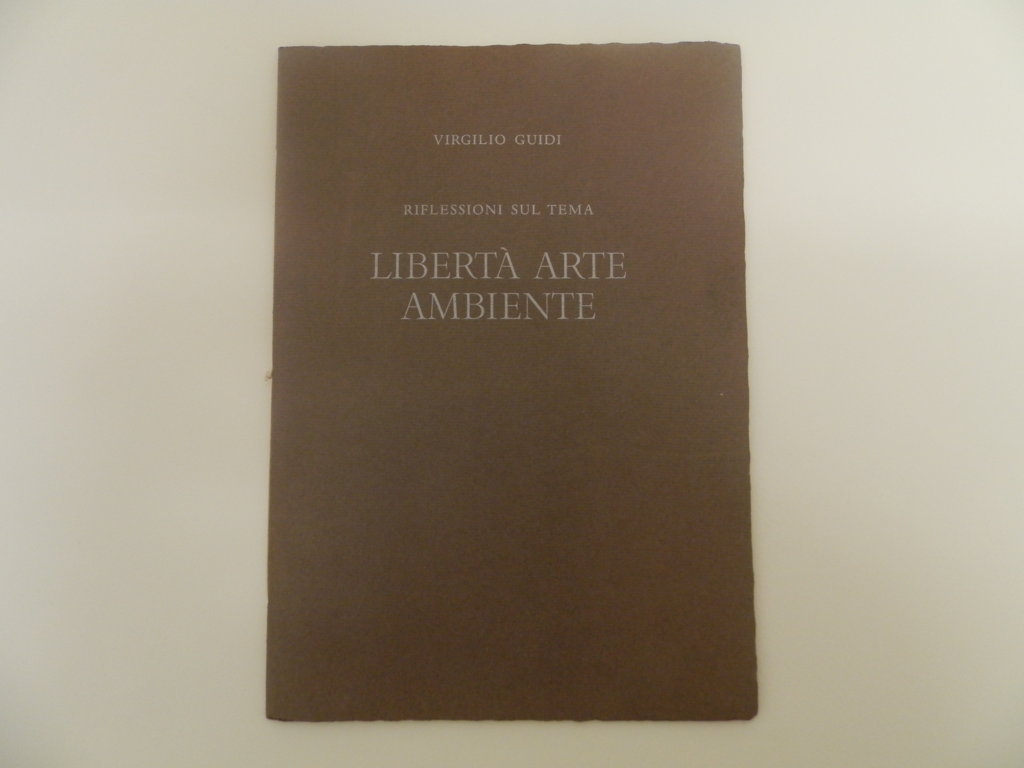 VIRGILIO GUIDI
RIFLESSIONI SUL TEMA
LIBERTÀ ARTE
AMBIENTE